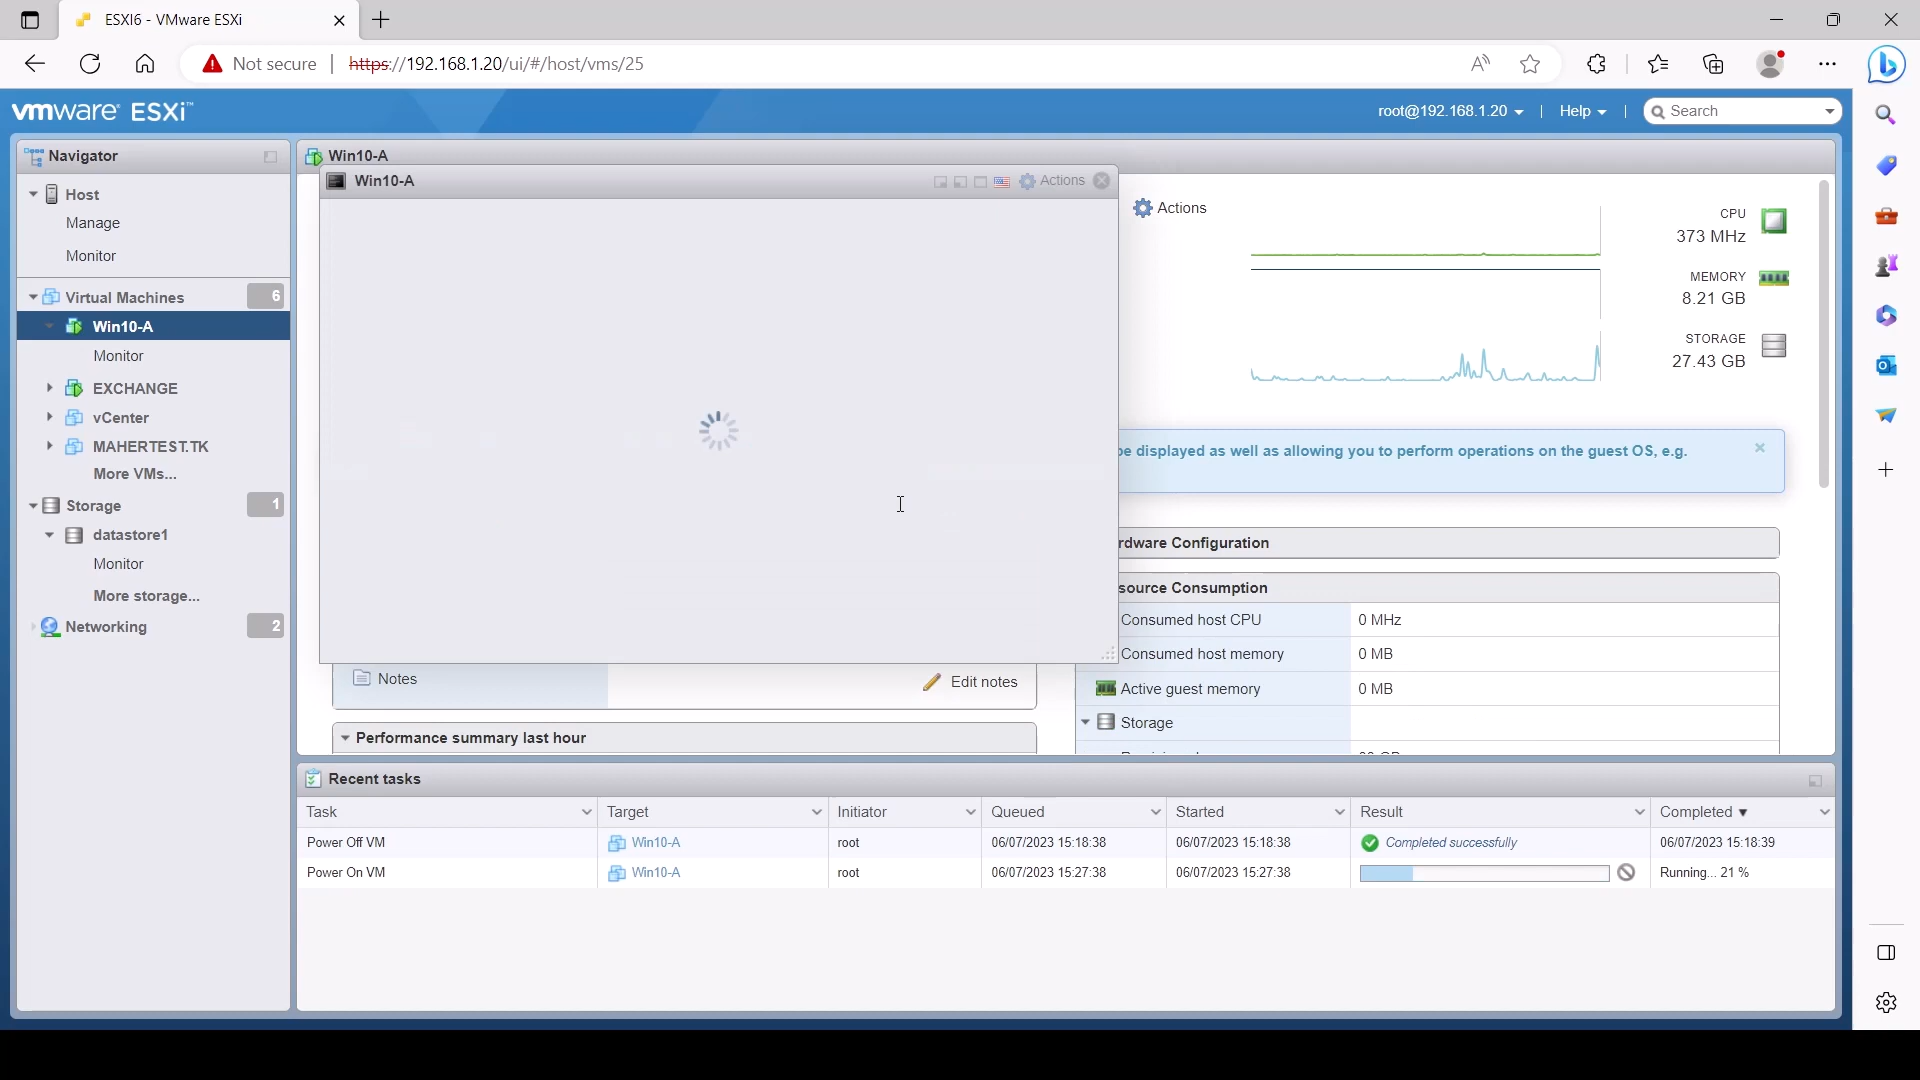 ESXI6 - VMware ESXi
Not secure | https://192.168.1.20/ui/#/host/vms/25
vmware® ESXi™
root@192.168.1.20 | Help | Search
Navigator
Host
Manage
Monitor
Virtual Machines 6
Win10-A
Monitor
EXCHANGE
vCenter
MAHERTEST.TK
More VMs...
Storage 1
datastore1
Monitor
More storage...
Networking 2
Win10-A
Win10-A
Actions
Actions
CPU
373 MHz
MEMORY
8.21 GB
STORAGE
27.43 GB
be displayed as well as allowing you to perform operations on the guest OS, e.g.
rdware Configuration
source Consumption
Consumed host CPU 0 MHz
Consumed host memory 0 MB
Active guest memory 0 MB
Storage
Notes Edit notes
Performance summary last hour
Recent tasks
Task Target Initiator Queued Started Result Completed ▼
Power Off VM Win10-A root 06/07/2023 15:18:38 06/07/2023 15:18:38 Completed successfully 06/07/2023 15:18:39
Power On VM Win10-A root 06/07/2023 15:27:38 06/07/2023 15:27:38 Running... 21 %